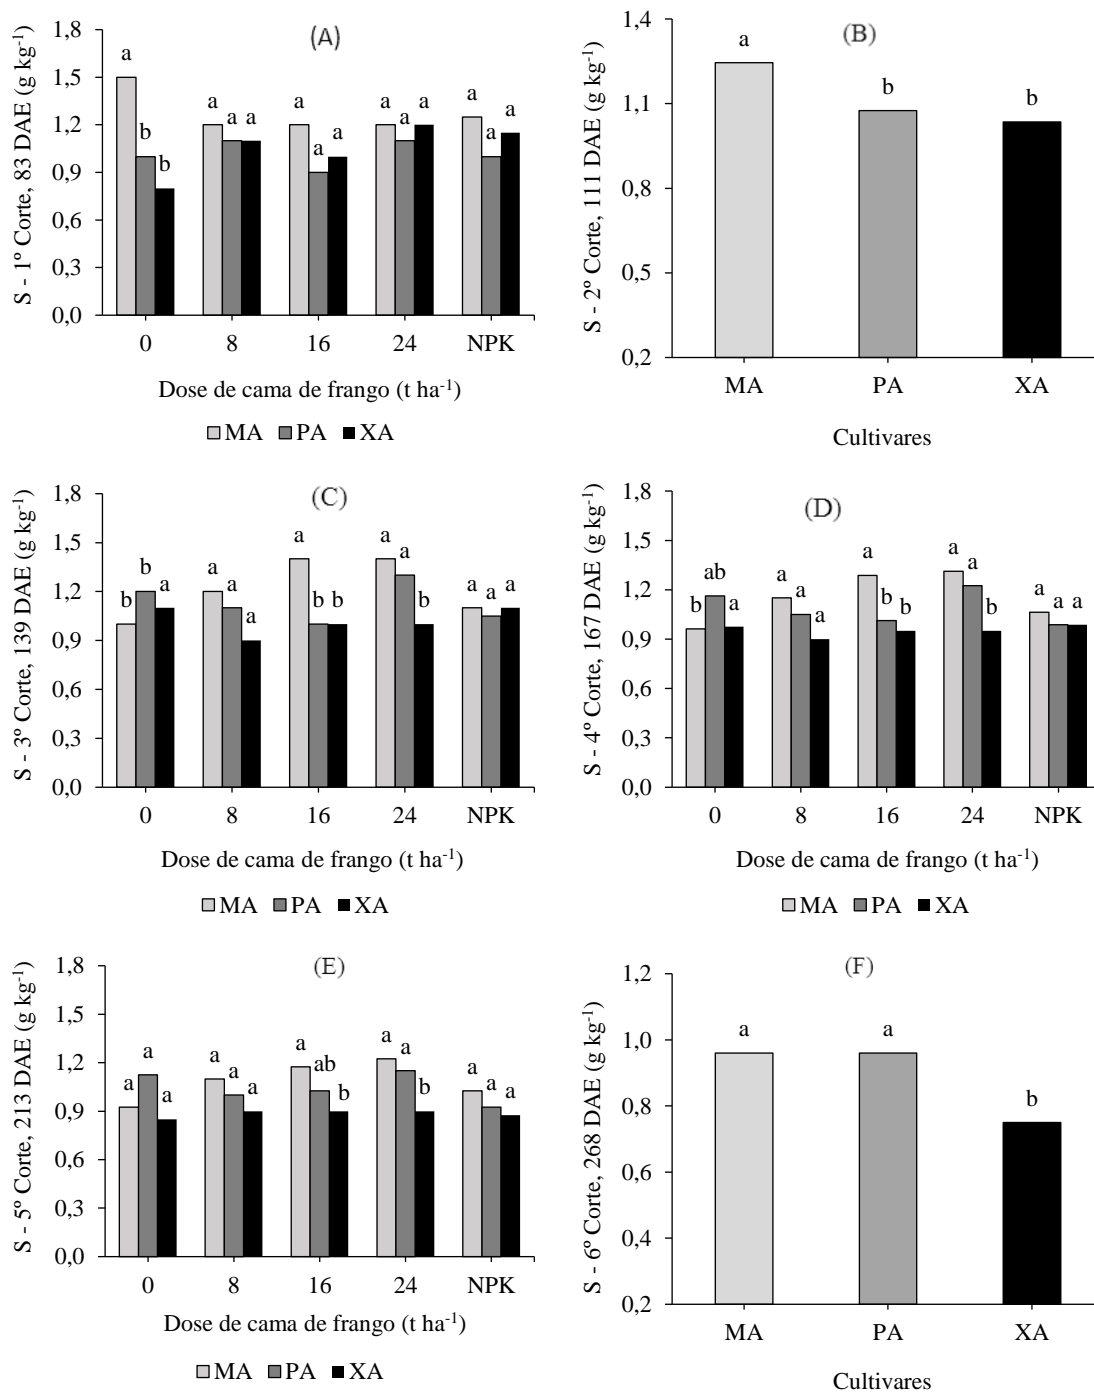 (A)
S - 1º Corte, 83 DAE (g kg⁻¹)
1,8
1,5
1,2
0,9
0,6
0,3
0,0
a b b
a a a
a a a
a a a
a a a
0 8 16 24 NPK
Dose de cama de frango (t ha⁻¹)
MA PA XA
(B)
S - 2º Corte, 111 DAE (g kg⁻¹)
1,4
1,1
0,8
0,5
0,2
a b b
MA PA XA
Cultivares
(C)
S - 3º Corte, 139 DAE (g kg⁻¹)
1,8
1,5
1,2
0,9
0,6
0,3
0,0
b b a
a a a
a b b
a a b
a a a
0 8 16 24 NPK
Dose de cama de frango (t ha⁻¹)
MA PA XA
(D)
S - 4º Corte, 167 DAE (g kg⁻¹)
1,8
1,5
1,2
0,9
0,6
0,3
0,0
b ab a
a a a
a b b
a a b
a a a
0 8 16 24 NPK
Dose de cama de frango (t ha⁻¹)
MA PA XA
(E)
S - 5º Corte, 213 DAE (g kg⁻¹)
1,8
1,5
1,2
0,9
0,6
0,3
0,0
a a a
a a a
a ab b
a a b
a a a
0 8 16 24 NPK
Dose de cama de frango (t ha⁻¹)
MA PA XA
(F)
S - 6º Corte, 268 DAE (g kg⁻¹)
1,2
1,0
0,8
0,6
0,4
0,2
a a b
MA PA XA
Cultivares